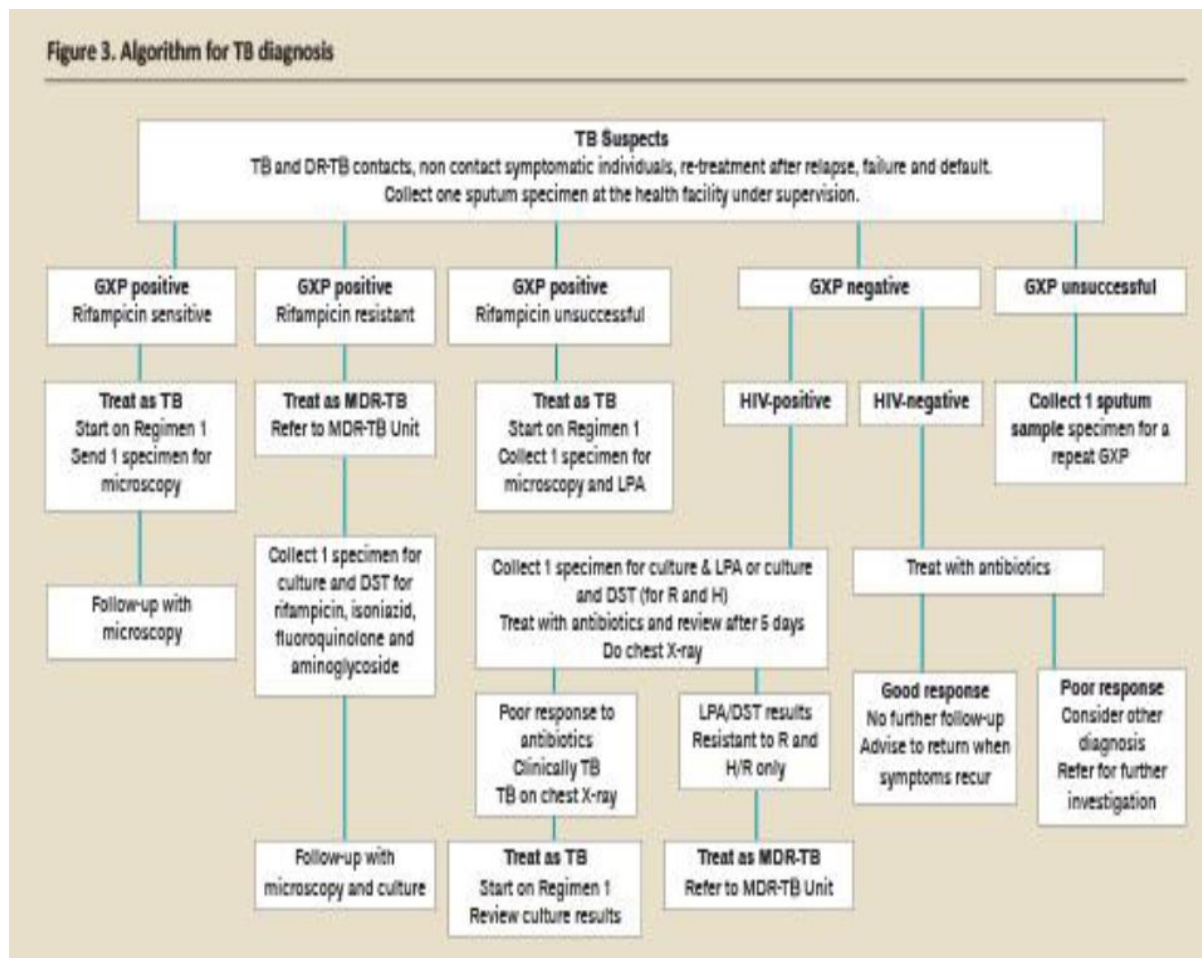 Figure 3. Algorithm for TB diagnosis
TB Suspects
TB and DR-TB contacts, non contact symptomatic individuals, re-treatment after relapse, failure and default.
Collect one sputum specimen at the health facility under supervision.
GXP positive
Rifampicin sensitive
GXP positive
Rifampicin resistant
GXP positive
Rifampicin unsuccessful
GXP negative
GXP unsuccessful
Treat as TB
Start on Regimen 1
Send 1 specimen for
microscopy
Treat as MDR-TB
Refer to MDR-TB Unit
Treat as TB
Start on Regimen 1
Collect 1 specimen for
microscopy and LPA
HIV-positive
HIV-negative
Collect 1 sputum
sample specimen for a
repeat GXP
Follow-up with
microscopy
Collect 1 specimen for
culture and DST for
rifampicin, isoniazid,
fluoroquinolone and
aminoglycoside
Collect 1 specimen for culture & LPA or culture
and DST (for R and H)
Treat with antibiotics and review after 5 days
Do chest X-ray
Treat with antibiotics
Poor response to
antibiotics
Clinically TB
TB on chest X-ray
LPA/DST results
Resistant to R and
H/R only
Good response
No further follow-up
Advise to return when
symptoms recur
Poor response
Consider other
diagnosis
Refer for further
investigation
Follow-up with
microscopy and culture
Treat as TB
Start on Regimen 1
Review culture results
Treat as MDR-TB
Refer to MDR-TB Unit